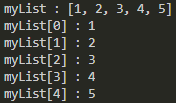 myList : [1, 2, 3, 4, 5]
myList[0] : 1
myList[1] : 2
myList[2] : 3
myList[3] : 4
myList[4] : 5